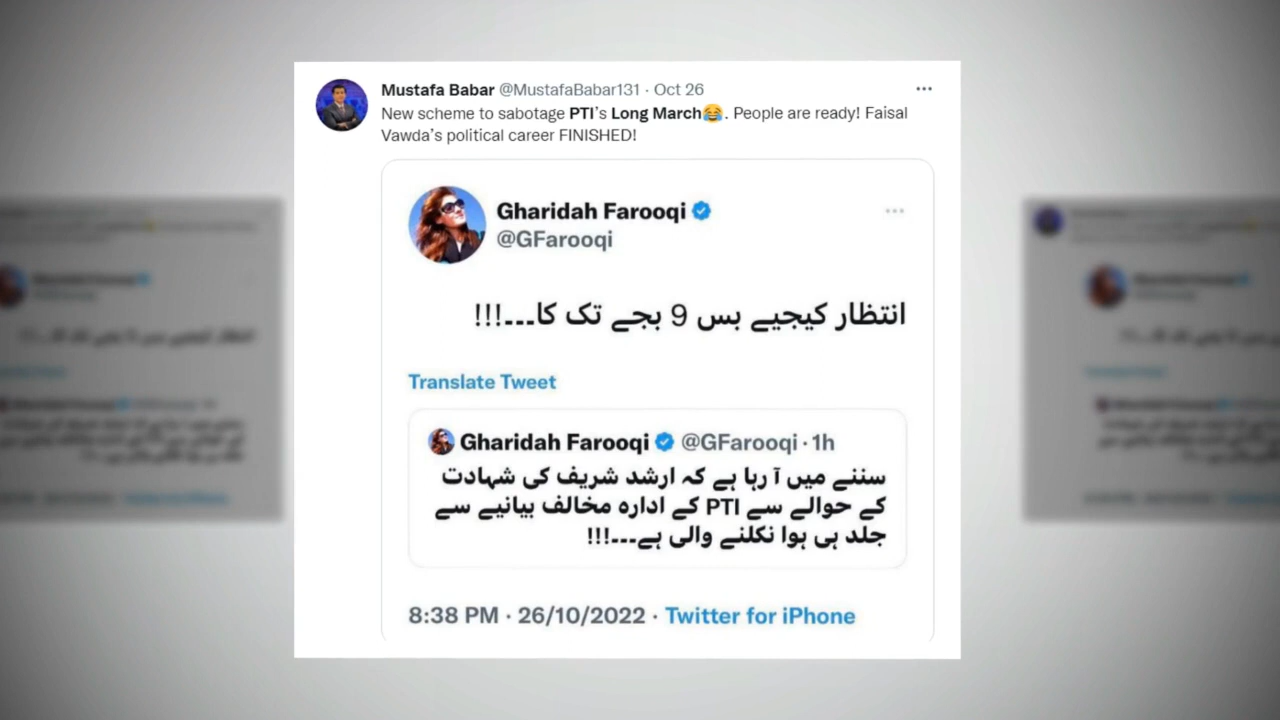 Mustafa Babar @MustafaBabar131 · Oct 26
New scheme to sabotage PTI's Long March😂. People are ready! Faisal
Vawda's political career FINISHED!
Gharidah Farooqi
@GFarooqi
انتظار کیجیے بس 9 بجے تک کا۔۔۔!!!
Translate Tweet
Gharidah Farooqi @GFarooqi · 1h
سننے میں آ رہا ہے کہ ارشد شریف کی شہادت
کے حوالے سے PTI کے ادارہ مخالف بیانیے سے
جلد ہی ہوا نکلنے والی ہے۔۔۔!!!
8:38 PM · 26/10/2022 · Twitter for iPhone